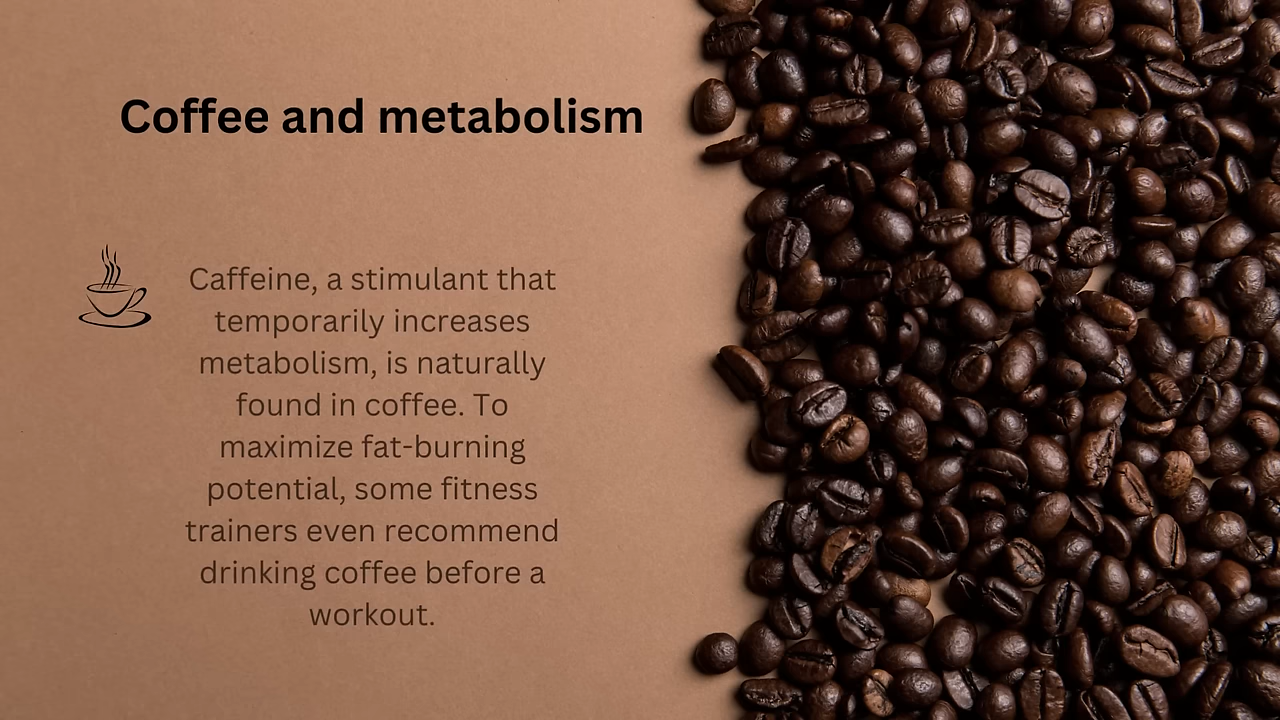 Coffee and metabolism
Caffeine, a stimulant that
temporarily increases
metabolism, is naturally
found in coffee. To
maximize fat-burning
potential, some fitness
trainers even recommend
drinking coffee before a
workout.